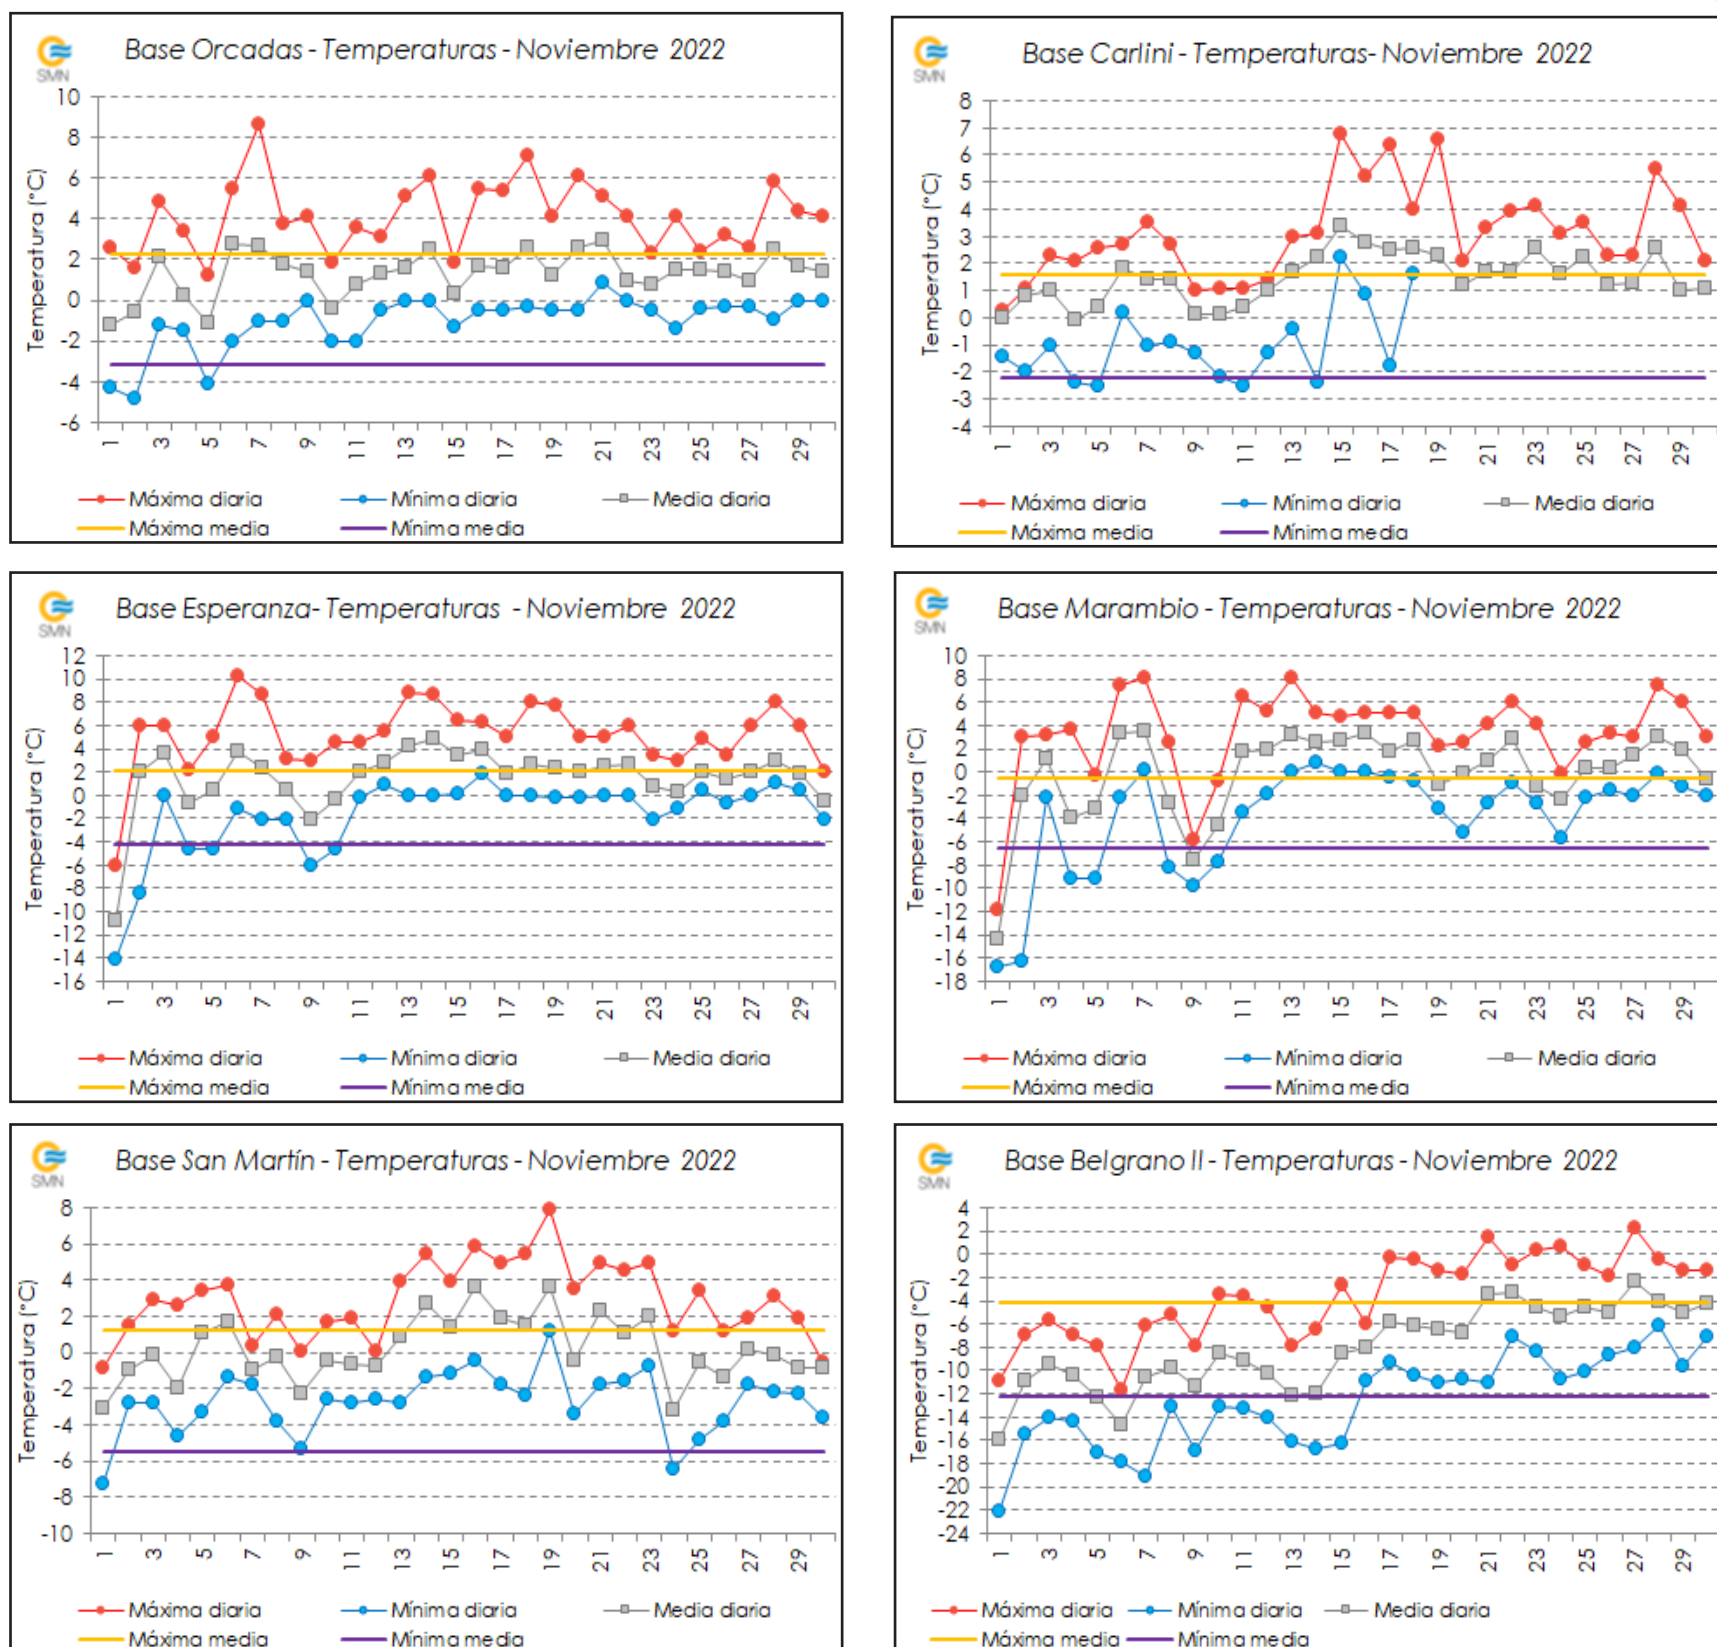 SMN
Base Orcadas - Temperaturas - Noviembre 2022
Temperatura (°C)
10
8
6
4
2
0
-2
-4
-6
1 3 5 7 9 11 13 15 17 19 21 23 25 27 29
Máxima diaria Mínima diaria Media diaria
Máxima media Mínima media
SMN
Base Carlini - Temperaturas- Noviembre 2022
Temperatura (°C)
8
7
6
5
4
3
2
1
0
-1
-2
-3
-4
1 3 5 7 9 11 13 15 17 19 21 23 25 27 29
Máxima diaria Mínima diaria Media diaria
Máxima media Mínima media
SMN
Base Esperanza- Temperaturas - Noviembre 2022
Temperatura (°C)
12
10
8
6
4
2
0
-2
-4
-6
-8
-10
-12
-14
-16
1 3 5 7 9 11 13 15 17 19 21 23 25 27 29
Máxima diaria Mínima diaria Media diaria
Máxima media Mínima media
SMN
Base Marambio - Temperaturas - Noviembre 2022
Temperatura (°C)
10
8
6
4
2
0
-2
-4
-6
-8
-10
-12
-14
-16
-18
1 3 5 7 9 11 13 15 17 19 21 23 25 27 29
Máxima diaria Mínima diaria Media diaria
Máxima media Mínima media
SMN
Base San Martín - Temperaturas - Noviembre 2022
Temperatura (°C)
8
6
4
2
0
-2
-4
-6
-8
-10
1 3 5 7 9 11 13 15 17 19 21 23 25 27 29
Máxima diaria Mínima diaria Media diaria
Máxima media Mínima media
SMN
Base Belgrano II - Temperaturas - Noviembre 2022
Temperatura (°C)
4
2
0
-2
-4
-6
-8
-10
-12
-14
-16
-18
-20
-22
-24
1 3 5 7 9 11 13 15 17 19 21 23 25 27 29
Máxima diaria Mínima diaria Media diaria
Máxima media Mínima media